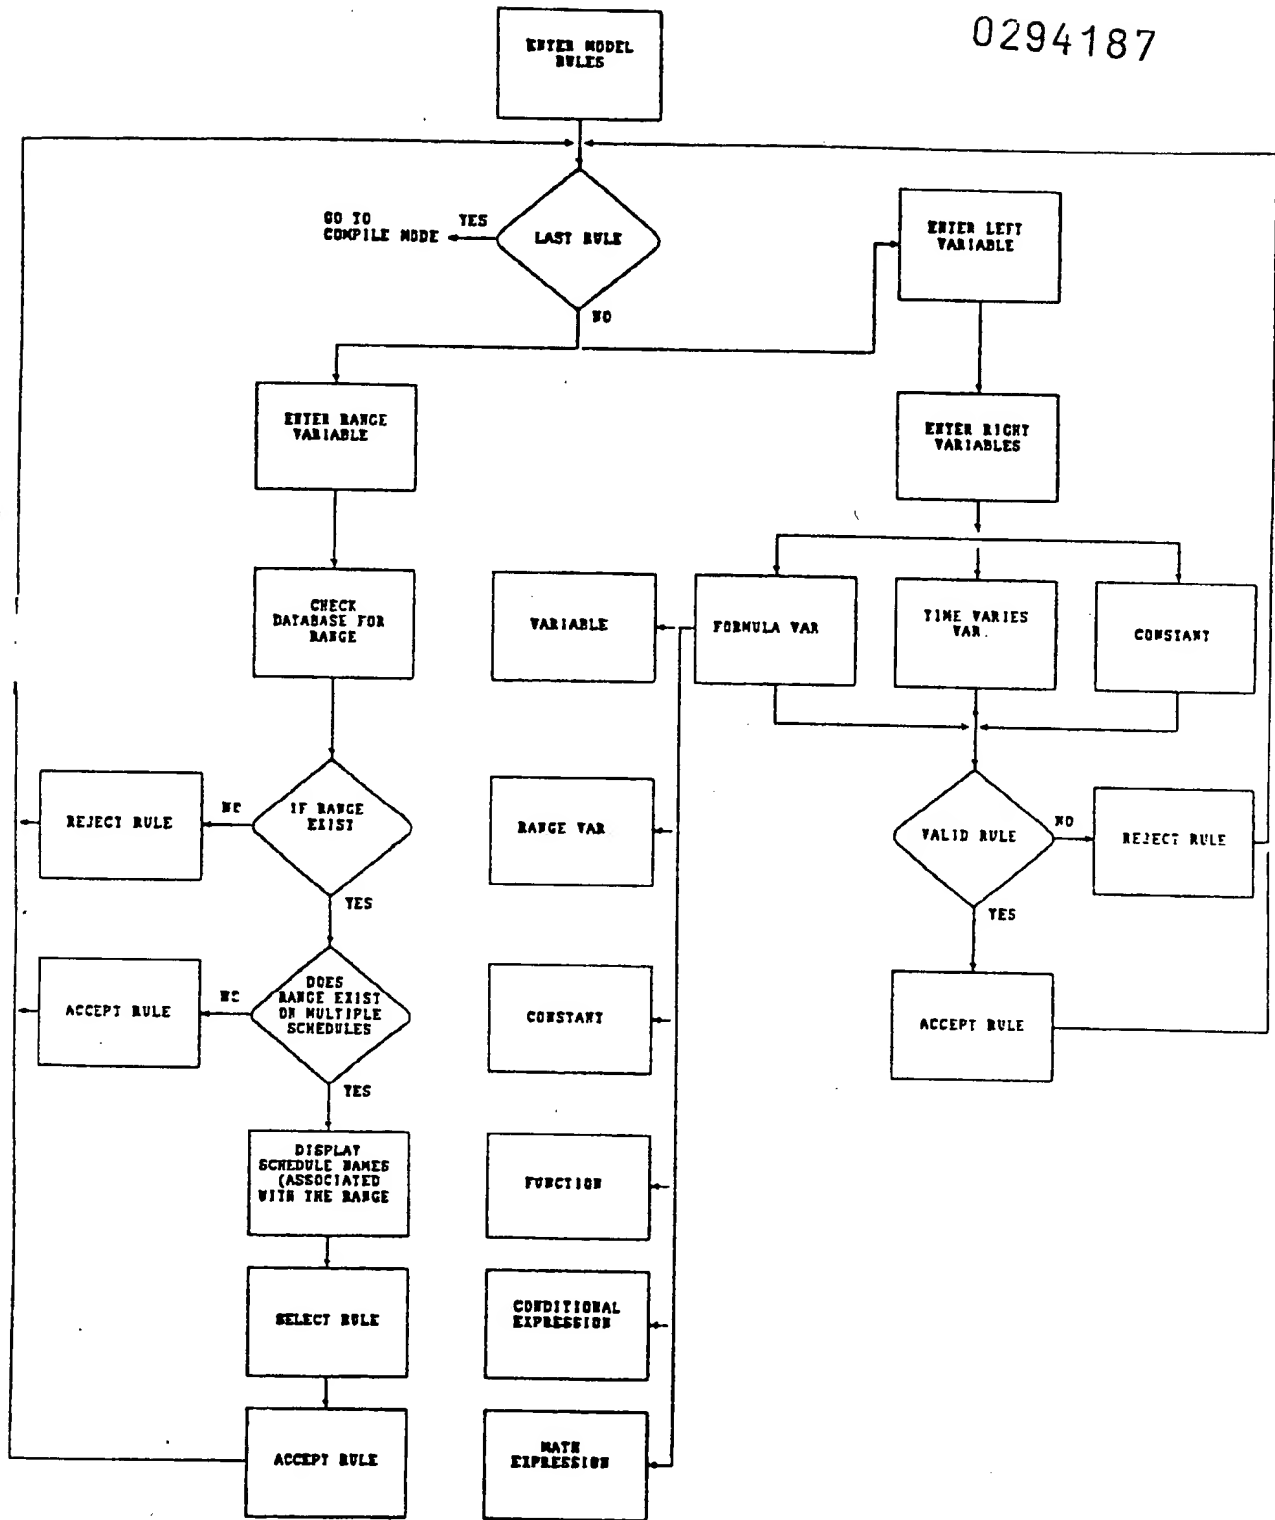 0294187
ENTER MODEL
RULES
GO TO
COMPILE MODE
YES
LAST RULE
NO
ENTER LEFT
VARIABLE
ENTER RANGE
VARIABLE
ENTER RIGHT
VARIABLES
CHECK
DATABASE FOR
RANGE
VARIABLE
FORMULA VAR
TIME VARIES
VAR.
CONSTANT
REJECT RULE
NO
IF RANGE
EXIST
YES
RANGE VAR
VALID RULE
NO
REJECT RULE
YES
ACCEPT RULE
NO
DOES
RANGE EXIST
ON MULTIPLE
SCHEDULES
YES
CONSTANT
ACCEPT RULE
DISPLAY
SCHEDULE NAMES
(ASSOCIATED
WITH THE RANGE
FUNCTION
SELECT RULE
CONDITIONAL
EXPRESSION
ACCEPT RULE
MATH
EXPRESSION